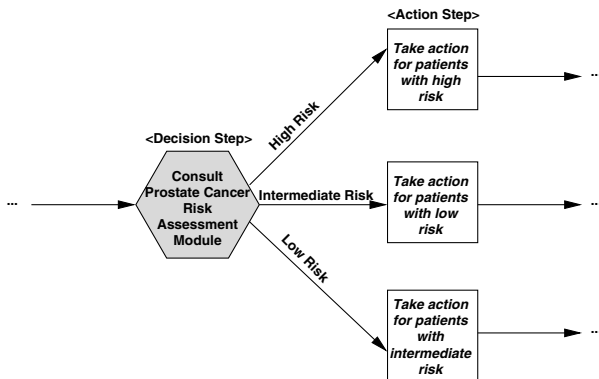 <Action Step>
Take action
for patients
with high
risk
..
High Risk
<Decision Step>
Consult
Prostate Cancer
Risk
Assessment
Module
...
Intermediate Risk
Take action
for patients
with low
risk
..
Low Risk
Take action
for patients
with
intermediate
risk
..